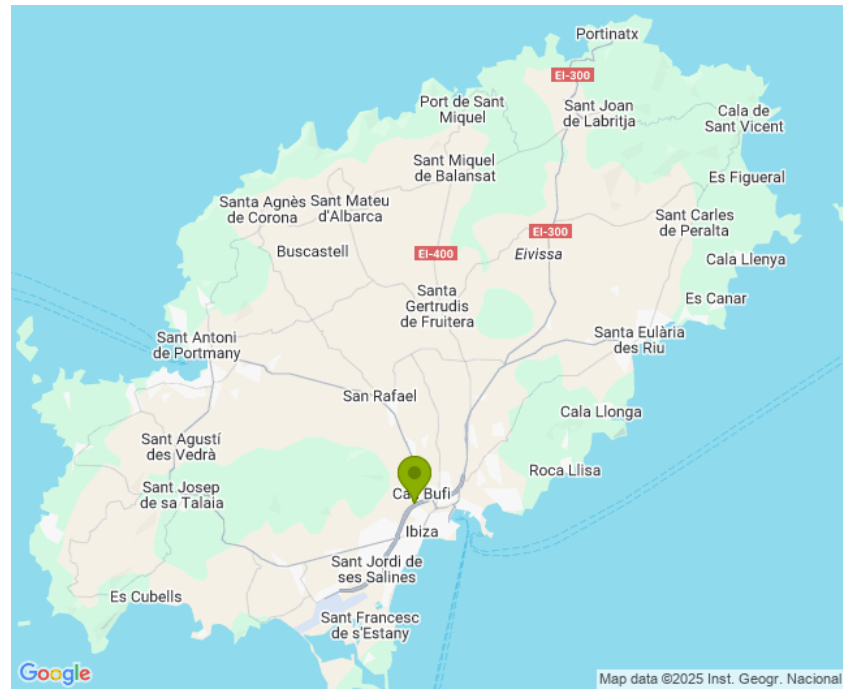 Portinatx
EI-300
Port de Sant
Miquel
Sant Joan
de Labritja
Cala de
Sant Vicent
Sant Miquel
de Balansat
Es Figueral
Santa Agnès
de Corona
Sant Mateu
d'Albarca
Sant Carles
de Peralta
EI-300
Buscastell
EI-400
Eivissa
Cala Llenya
Santa
Gertrudis
de Fruitera
Es Canar
Sant Antoni
de Portmany
Santa Eulària
des Riu
San Rafael
Cala Llonga
Sant Agustí
des Vedrà
Roca Llisa
Sant Josep
de sa Talaia
Bufi
Ibiza
Sant Jordi de
ses Salines
Es Cubells
Sant Francesc
de s'Estany
Google
Map data ©2025 Inst. Geogr. Nacional